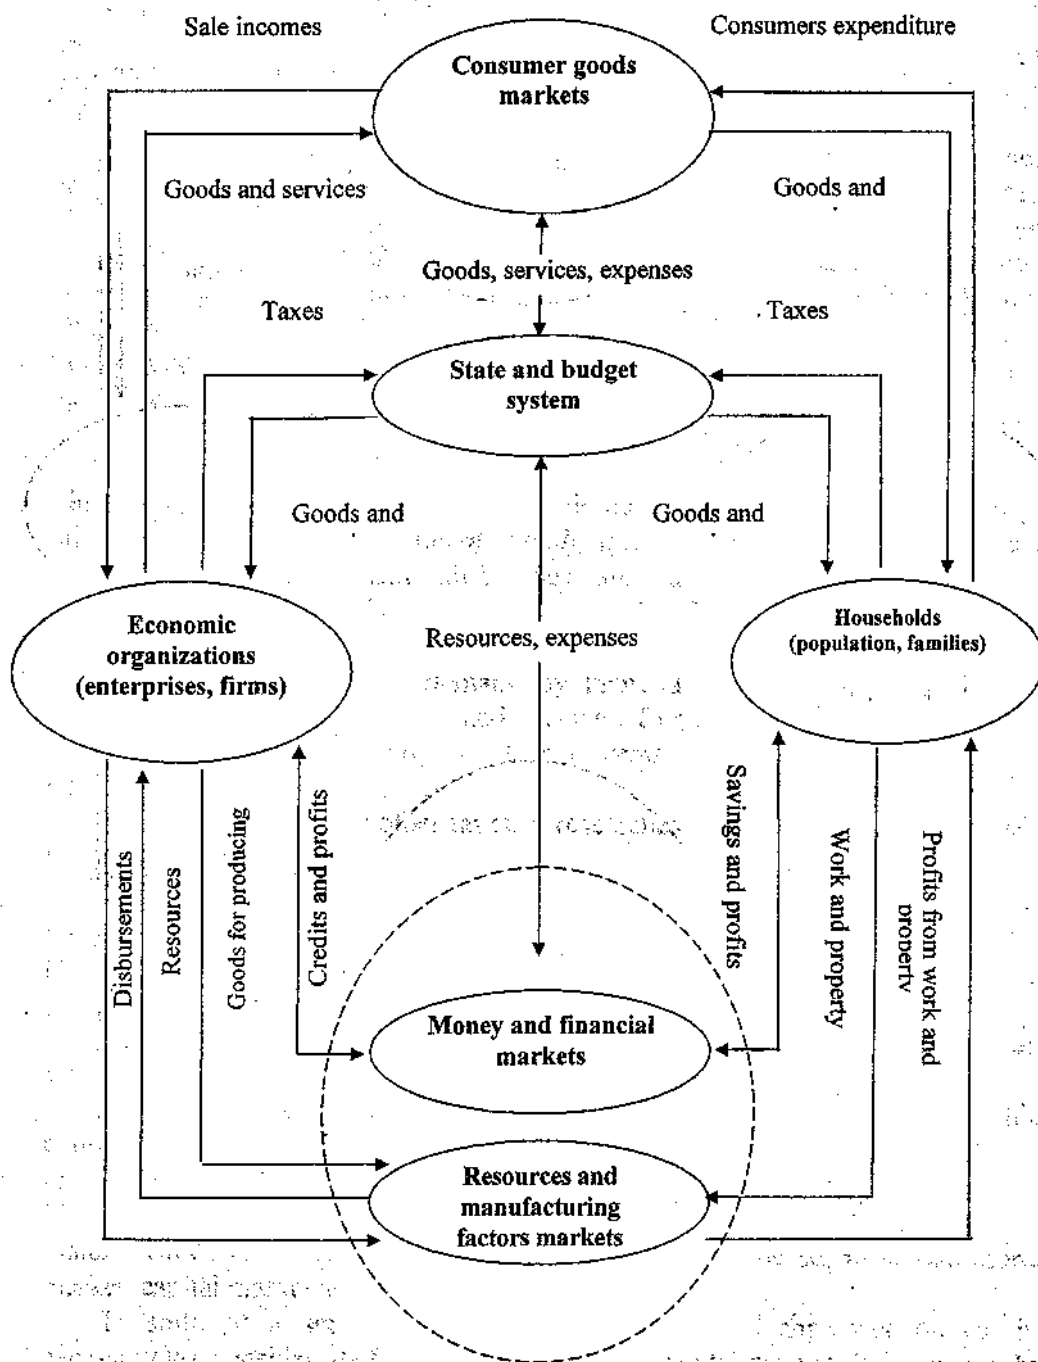 Sale incomes
Consumers expenditure
Consumer goods
markets
Goods and services
Goods and
Goods, services, expenses
Taxes
Taxes
State and budget
system
Goods and
Goods and
Economic
organizations
(enterprises, firms)
Households
(population, families)
Resources, expenses
Disbursements
Resources
Goods for producing
Credits and profits
Savings and profits
Work and property
Profits from work and
property
Money and financial
markets
Resources and
manufacturing
factors markets